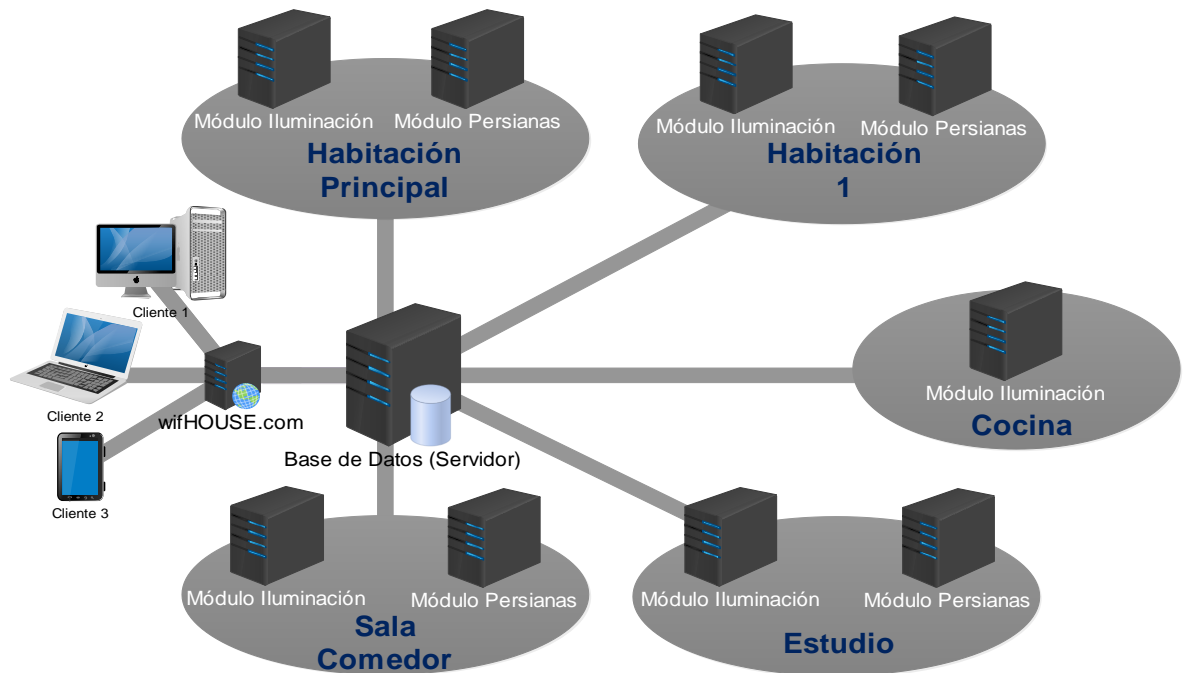 Módulo Iluminación
Módulo Persianas
Habitación
Principal
Módulo Iluminación
Módulo Persianas
Habitación
1
Cliente 1
Cliente 2
wifHOUSE.com
Cliente 3
Base de Datos (Servidor)
Módulo Iluminación
Cocina
Módulo Iluminación
Módulo Persianas
Sala
Comedor
Módulo Iluminación
Módulo Persianas
Estudio